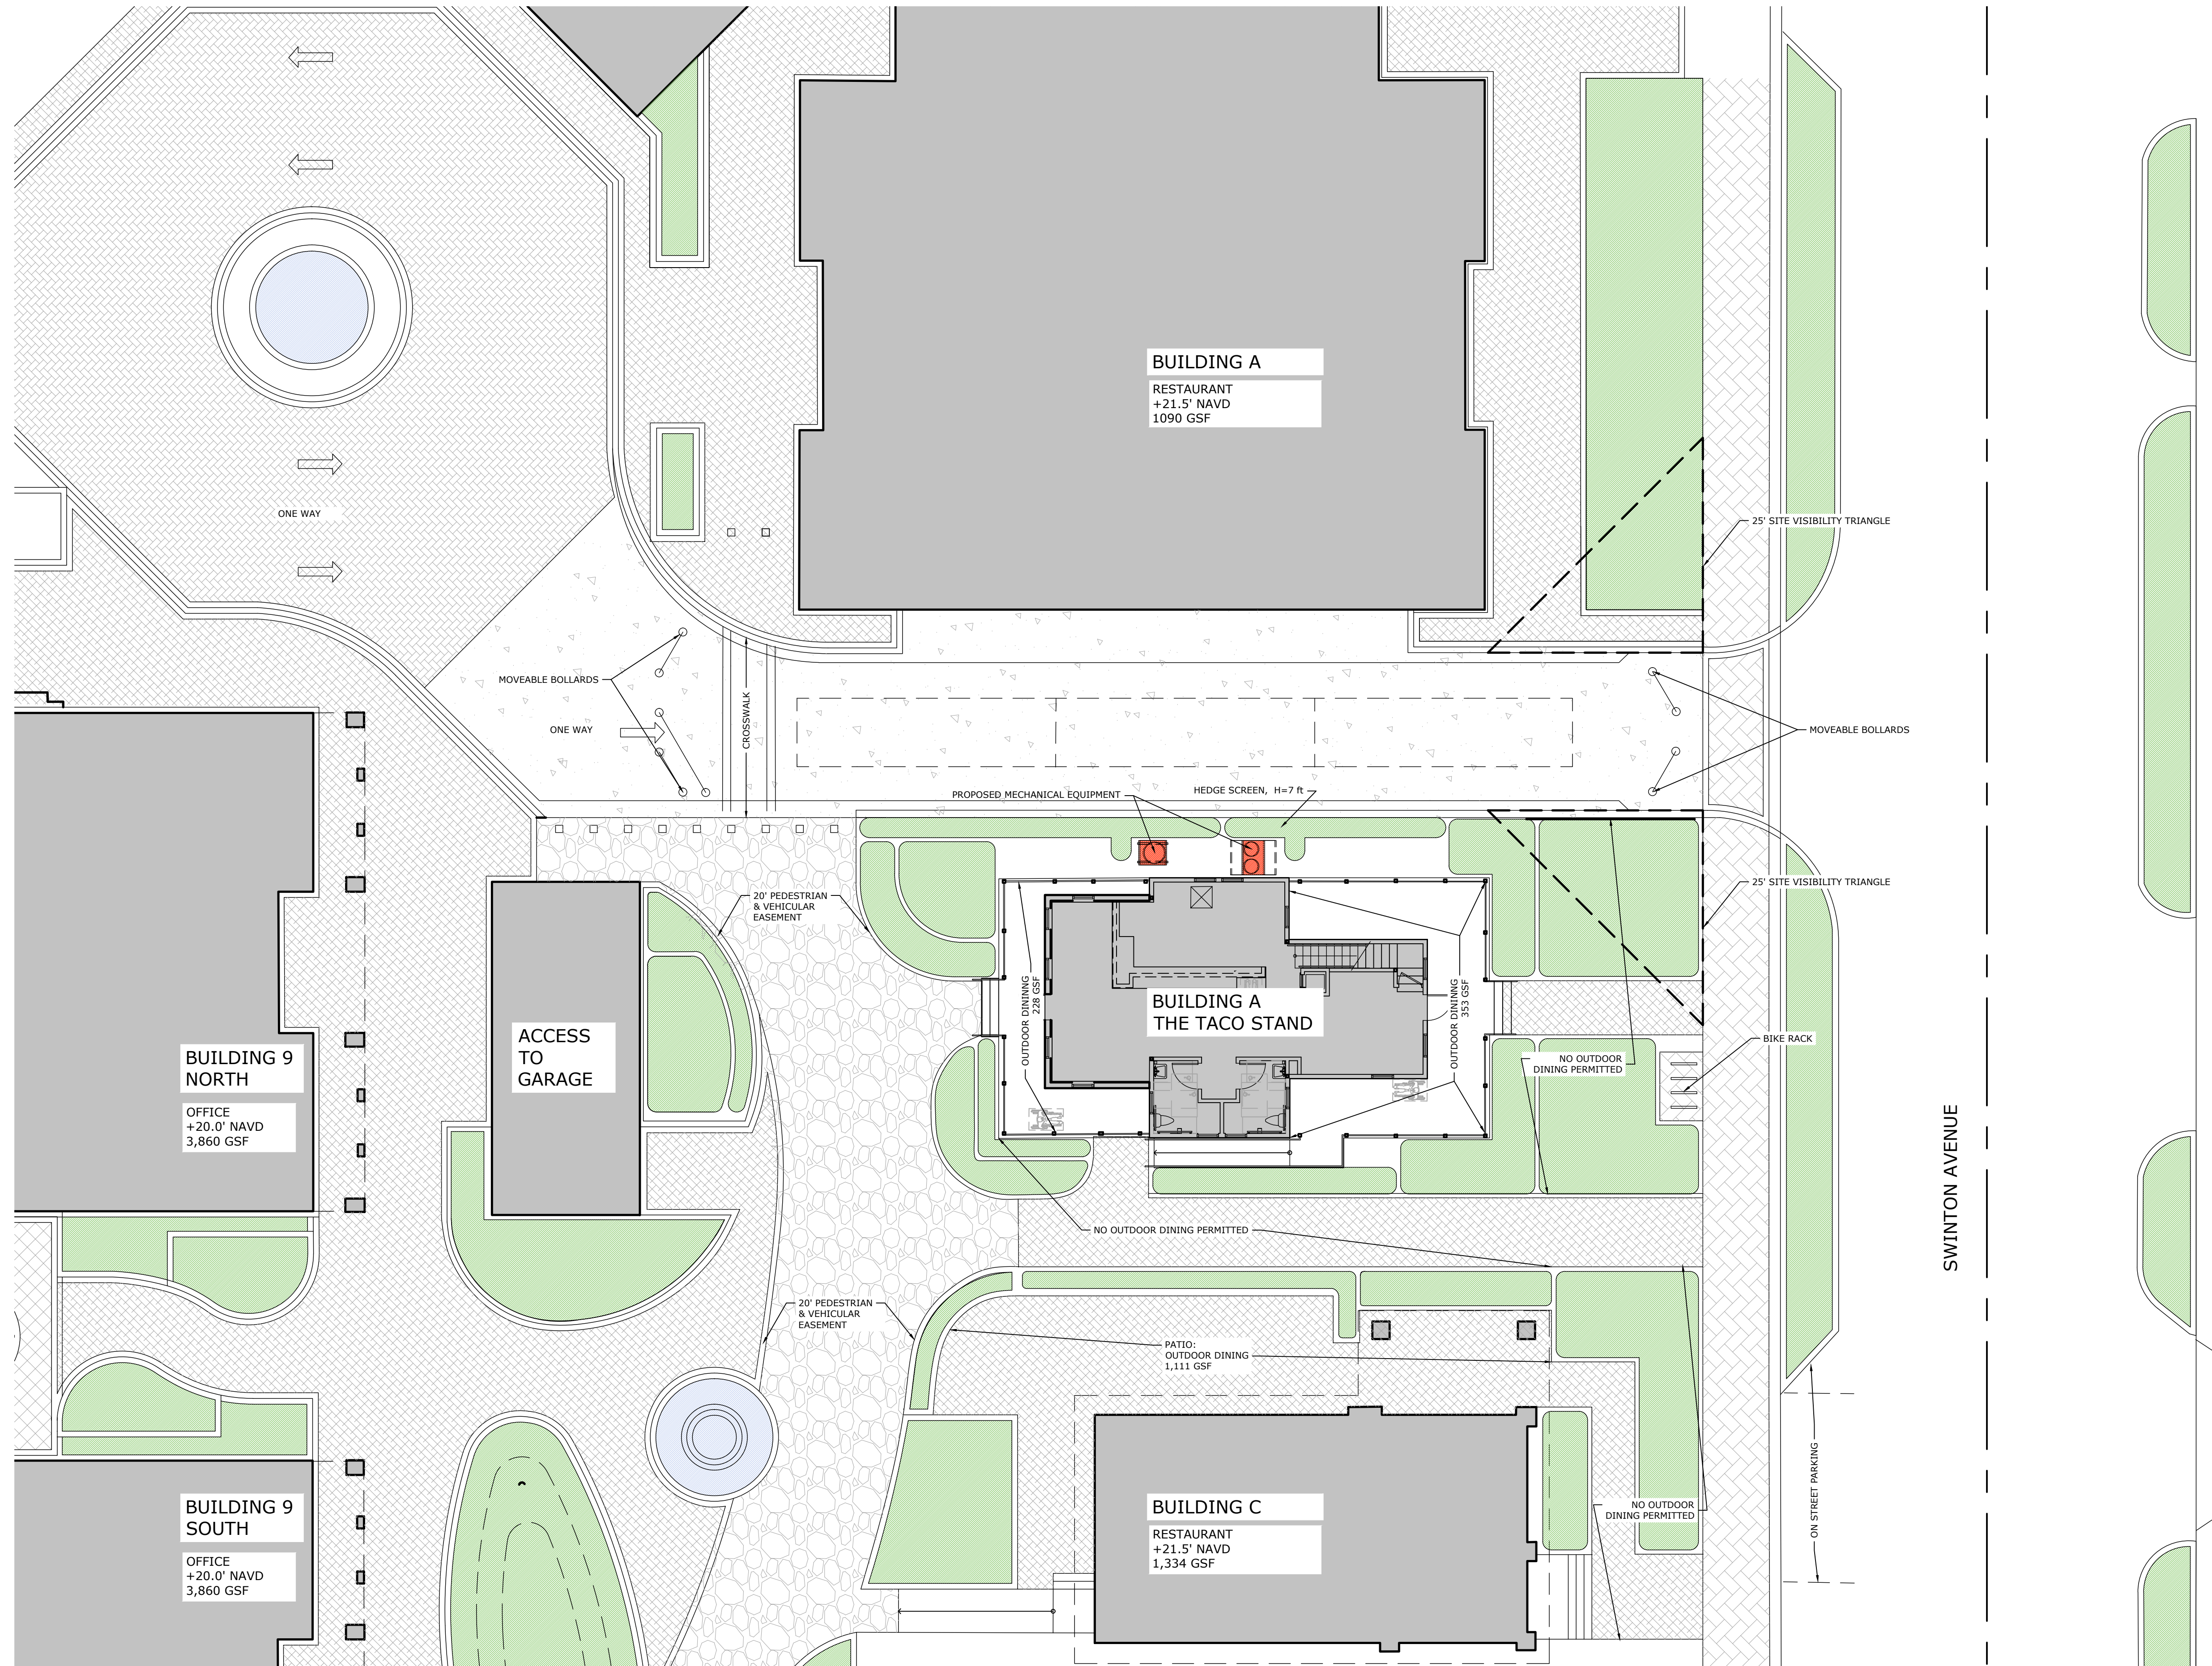 BUILDING A
RESTAURANT
+21.5' NAVD
1090 GSF
ONE WAY
25' SITE VISIBILITY TRIANGLE
MOVEABLE BOLLARDS
ONE WAY
CROSSWALK
MOVEABLE BOLLARDS
PROPOSED MECHANICAL EQUIPMENT
HEDGE SCREEN, H=7 ft
25' SITE VISIBILITY TRIANGLE
20' PEDESTRIAN
& VEHICULAR
EASEMENT
OUTDOOR DININNG
228 GSF
BUILDING A
THE TACO STAND
OUTDOOR DININNG
353 GSF
ACCESS
TO
GARAGE
BUILDING 9
NORTH
OFFICE
+20.0' NAVD
3,860 GSF
NO OUTDOOR
DINING PERMITTED
BIKE RACK
SWINTON AVENUE
NO OUTDOOR DINING PERMITTED
20' PEDESTRIAN
& VEHICULAR
EASEMENT
PATIO:
OUTDOOR DINING
1,111 GSF
ON STREET PARKING
BUILDING 9
SOUTH
OFFICE
+20.0' NAVD
3,860 GSF
BUILDING C
RESTAURANT
+21.5' NAVD
1,334 GSF
NO OUTDOOR
DINING PERMITTED